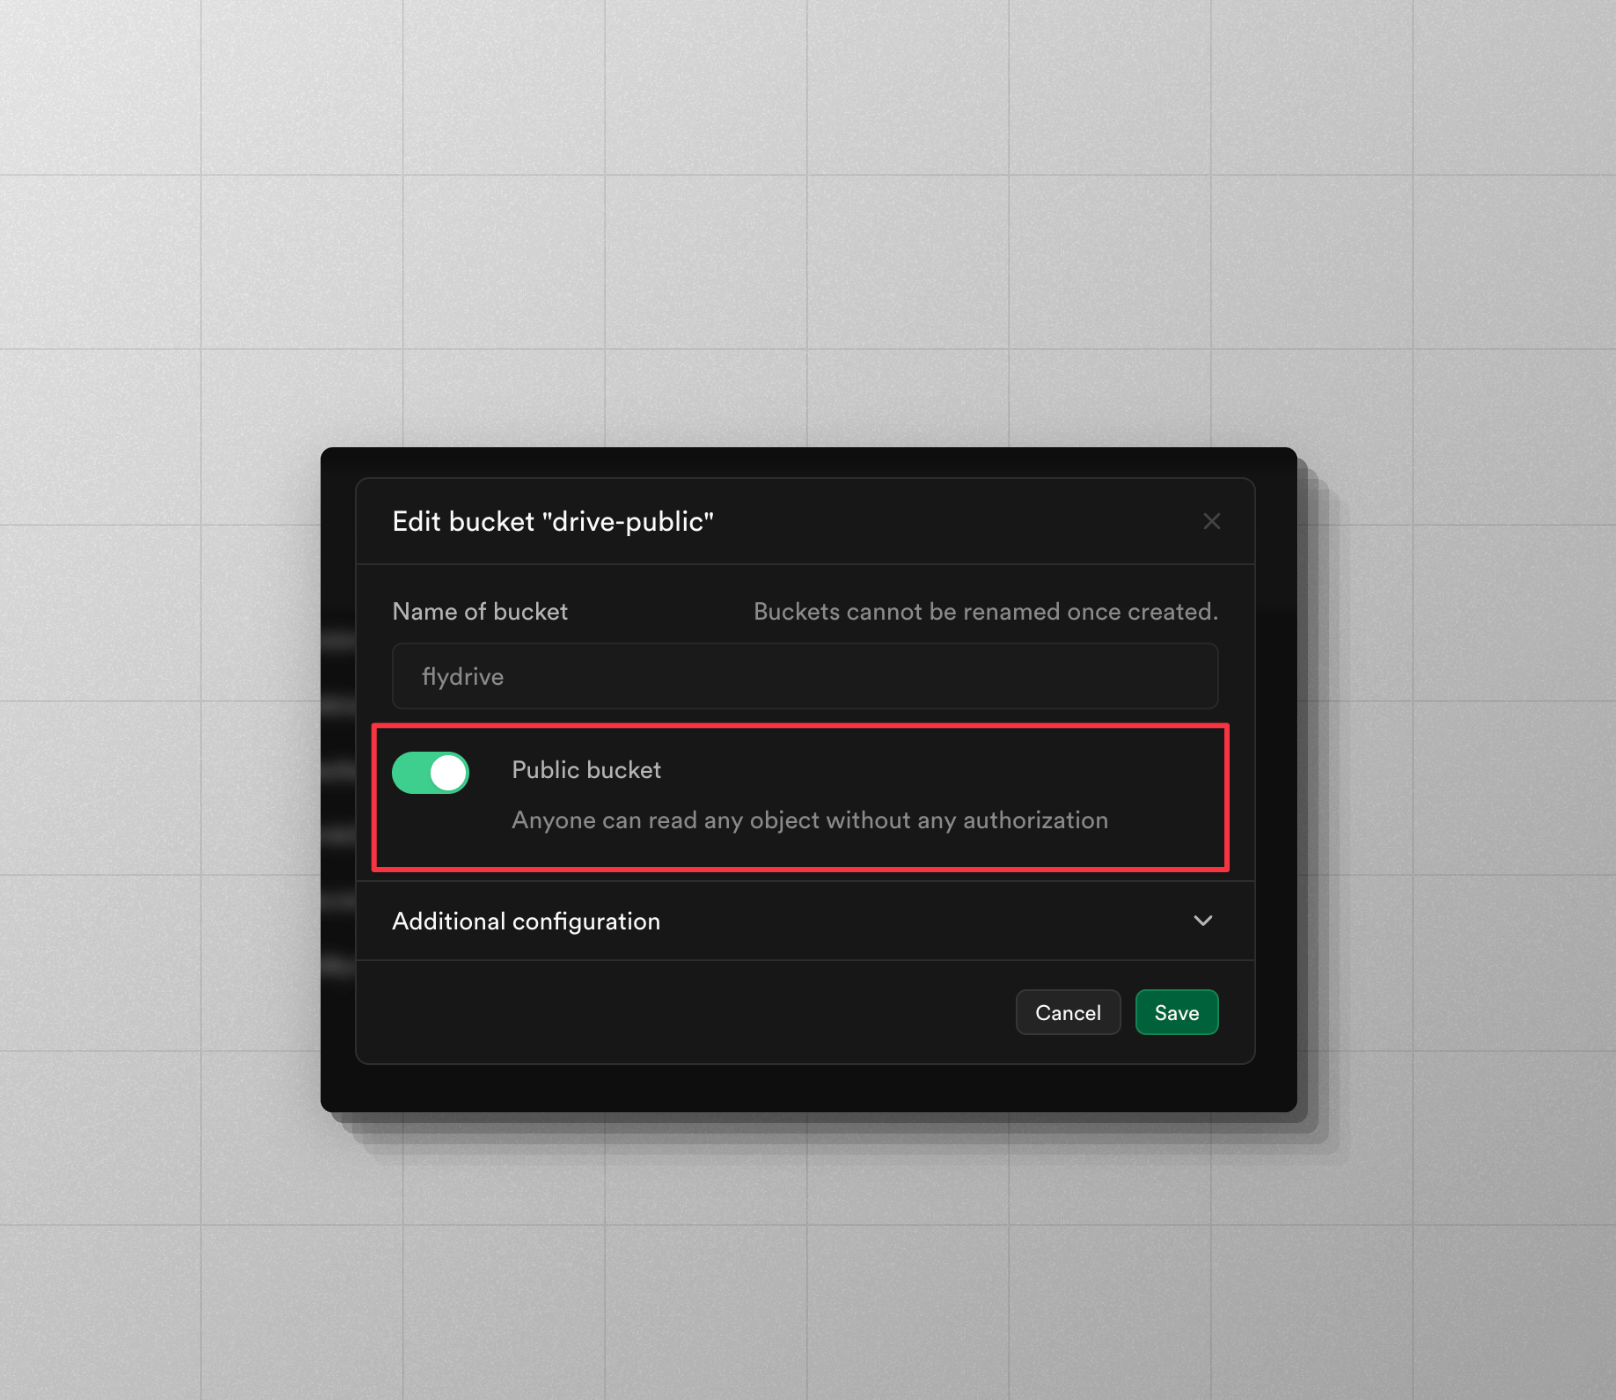 Edit bucket "drive-public"
Name of bucket
Buckets cannot be renamed once created.
flydrive
Public bucket
Anyone can read any object without any authorization
Additional configuration
Cancel
Save